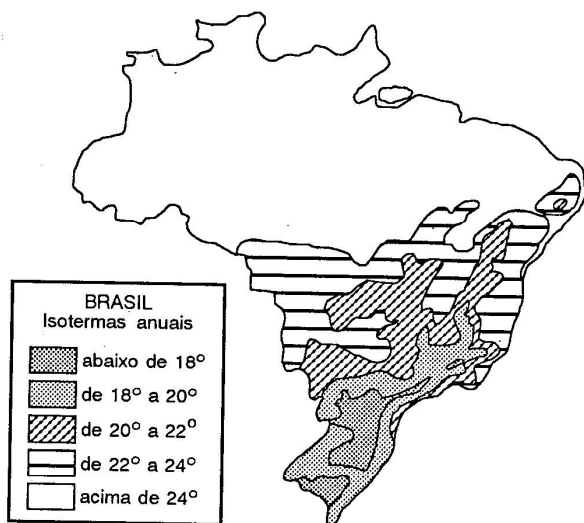 BRASIL
Isotermas anuais
abaixo de 18°
de 18° a 20°
de 20° a 22°
de 22° a 24°
acima de 24°